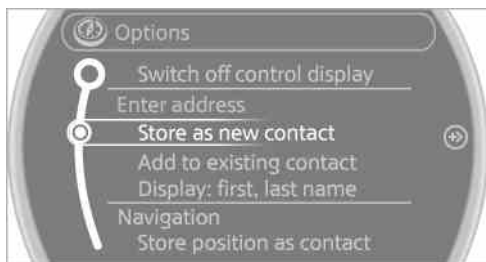 Options
Switch off control display
Enter address
Store as new contact
Add to existing contact
Display: first, last name
Navigation
Store position as contact